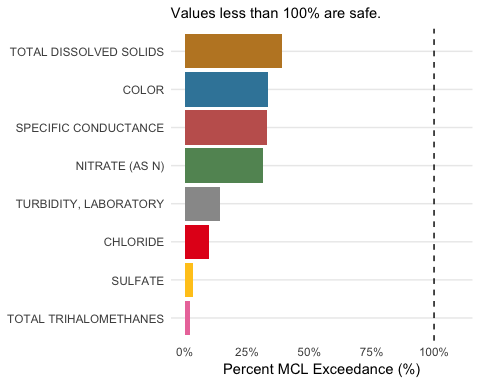 Values less than 100% are safe.
TOTAL DISSOLVED SOLIDS
COLOR
SPECIFIC CONDUCTANCE
NITRATE (AS N)
TURBIDITY, LABORATORY
CHLORIDE
SULFATE
TOTAL TRIHALOMETHANES
0% 25% 50% 75% 100%
Percent MCL Exceedance (%)